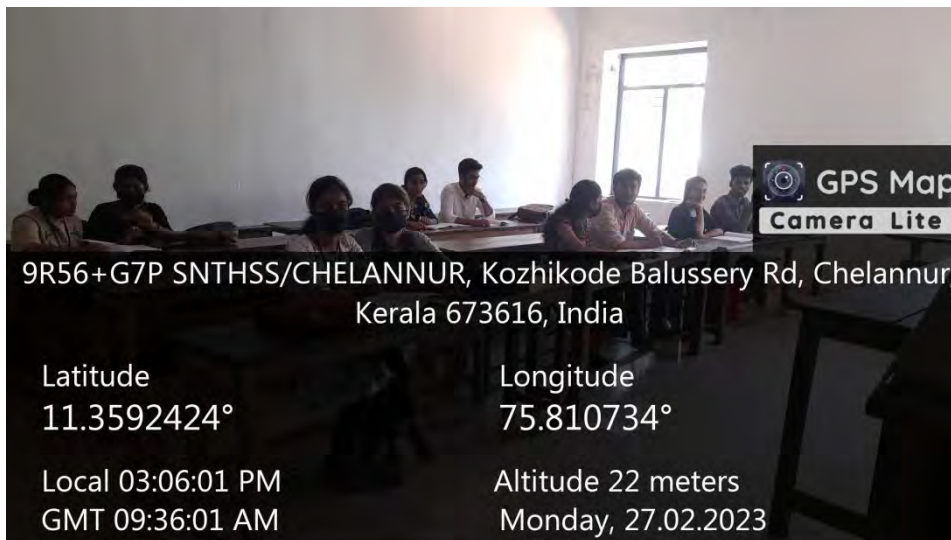 GPS Map
Camera Lite
9R56+G7P SNTHSS/CHELANNUR, Kozhikode Balussery Rd, Chelannur
Kerala 673616, India
Latitude
11.3592424°
Longitude
75.810734°
Local 03:06:01 PM
GMT 09:36:01 AM
Altitude 22 meters
Monday, 27.02.2023